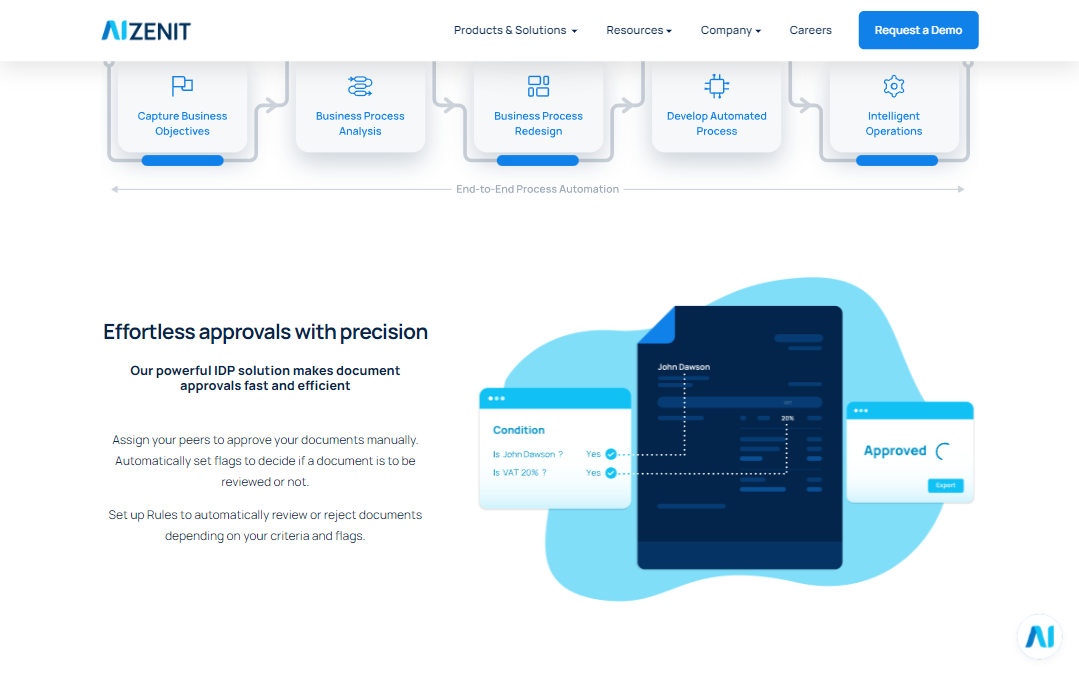 AIZENIT
Products & Solutions
Resources
Company
Careers
Request a Demo
Capture Business
Objectives
Business Process
Analysis
Business Process
Redesign
Develop Automated
Process
Intelligent
Operations
End-to-End Process Automation
Effortless approvals with precision
Our powerful IDP solution makes document
approvals fast and efficient
Assign your peers to approve your documents manually.
Automatically set flags to decide if a document is to be
reviewed or not.
Set up Rules to automatically review or reject documents
depending on your criteria and flags.
John Dawson
20%
Condition
Is John Dawson ? Yes
Is VAT 20% ? Yes
Approved
Export
AI